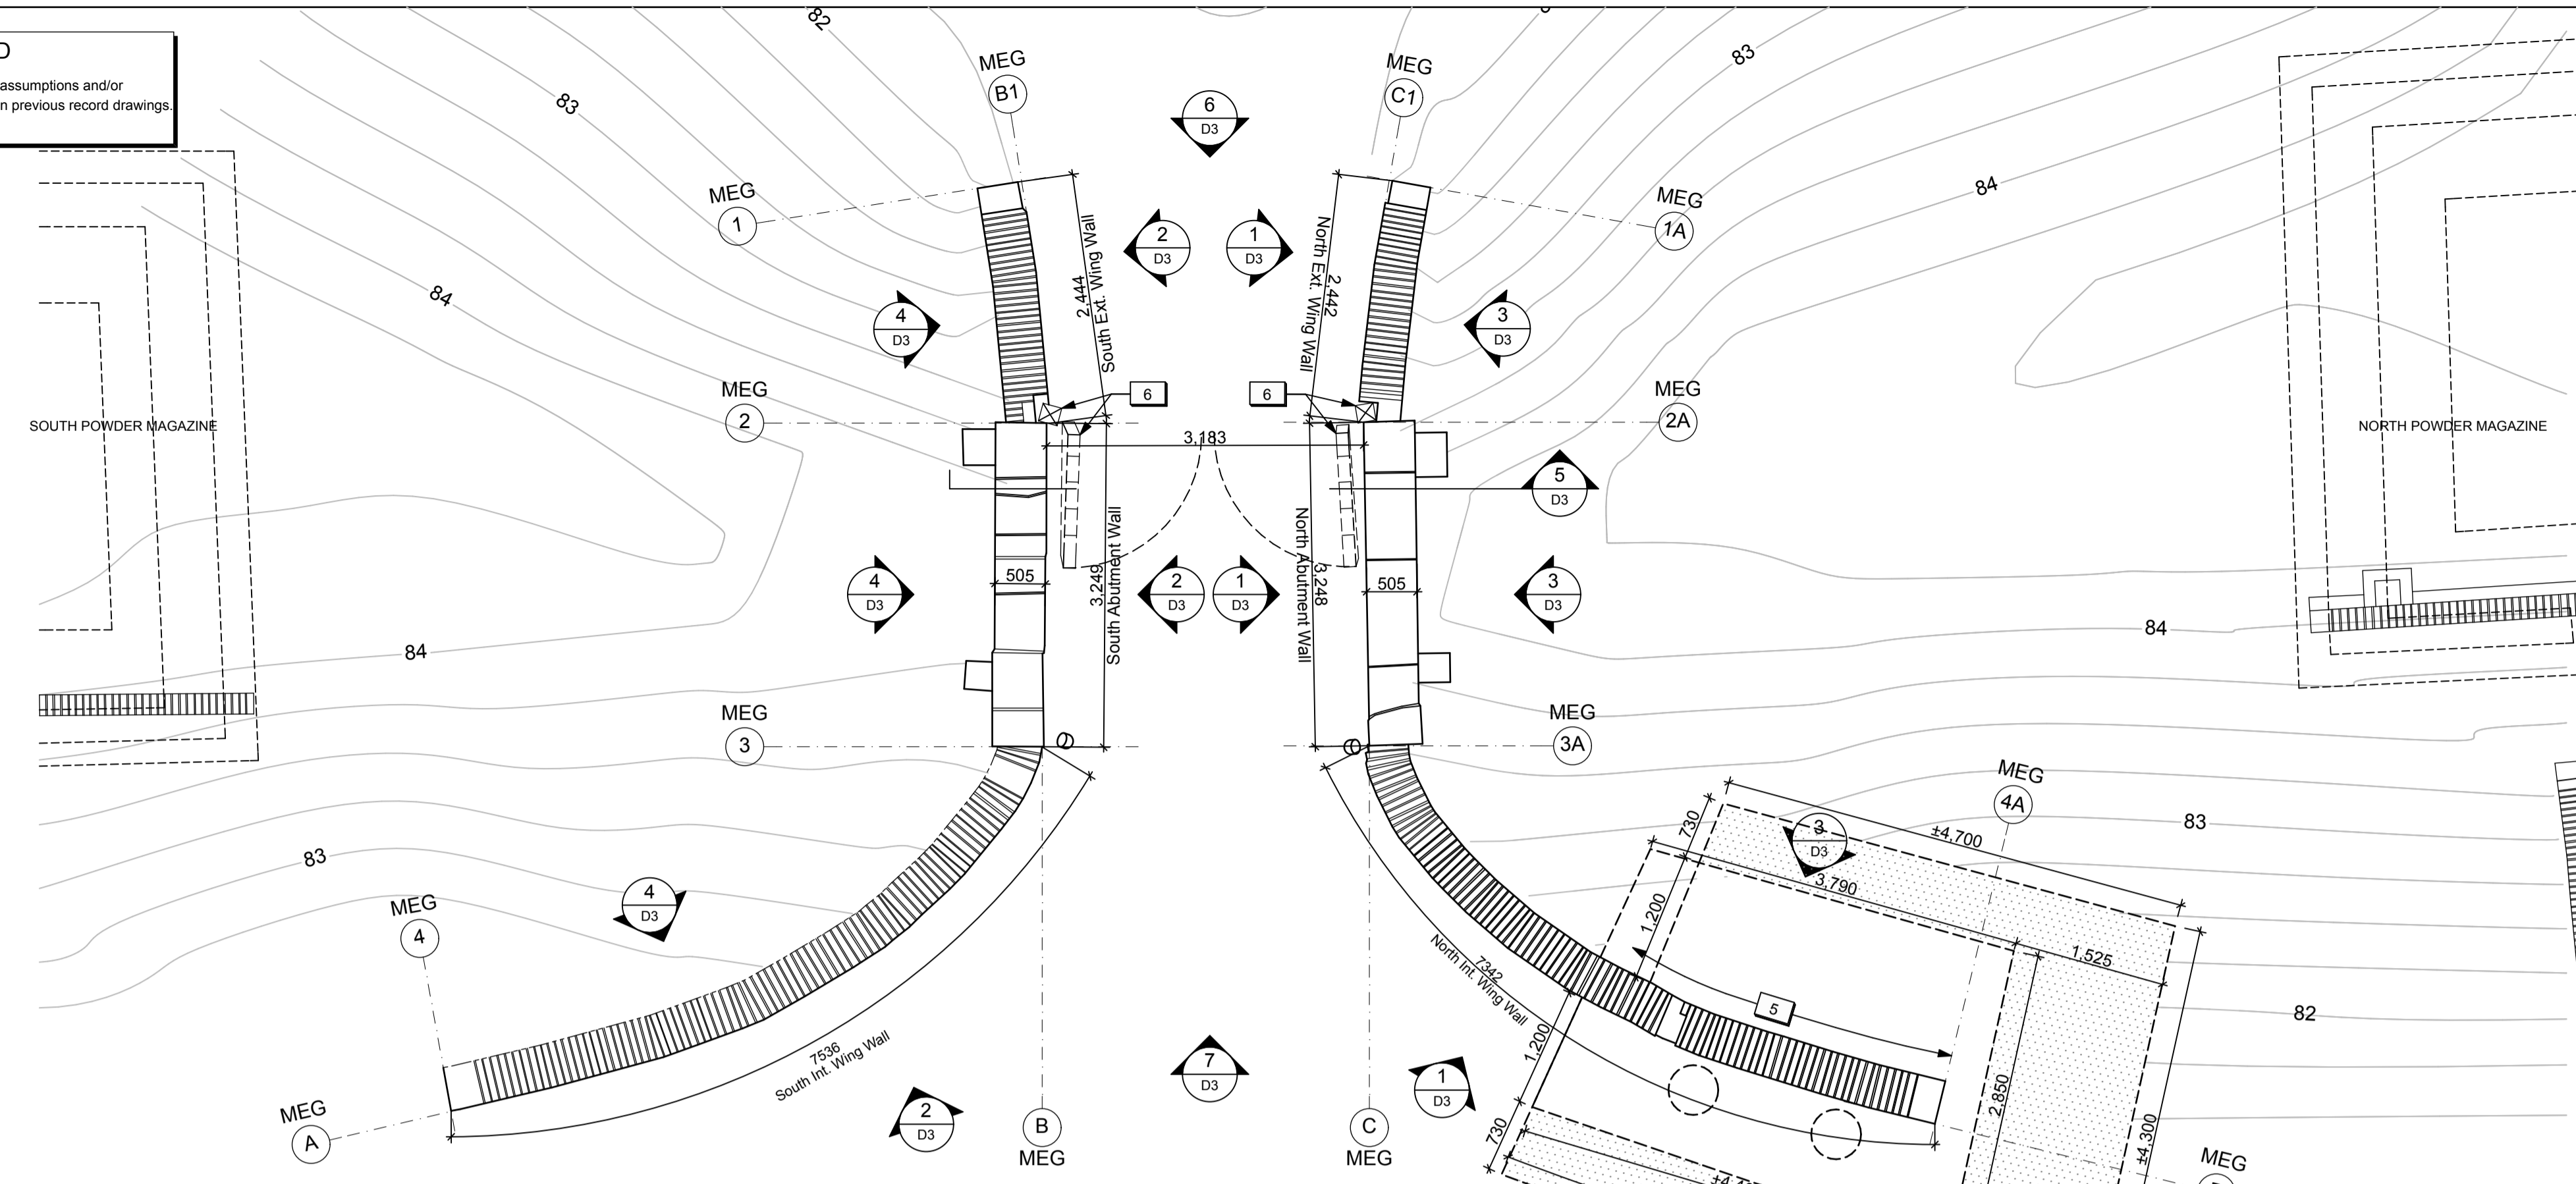 D
assumptions and/or
n previous record drawings.
82
83
84
83
84
MEG
B1
MEG
C1
6
D3
MEG
1
MEG
1A
2
D3
1
D3
2,444
South Ext. Wing Wall
2,442
North Ext. Wing Wall
4
D3
3
D3
6
6
MEG
2
MEG
2A
SOUTH POWDER MAGAZINE
NORTH POWDER MAGAZINE
3,183
5
D3
505
505
3,249
South Abutment Wall
3,248
North Abutment Wall
4
D3
2
D3
1
D3
3
D3
84
84
MEG
3
MEG
3A
83
83
MEG
4
MEG
4A
4
D3
730
±4,700
3
D3
3,790
1,200
1,525
7342
North Int. Wing Wall
5
82
7536
South Int. Wing Wall
1,200
730
2,850
±4,300
7
D3
1
D3
2
D3
MEG
A
B
MEG
C
MEG
MEG